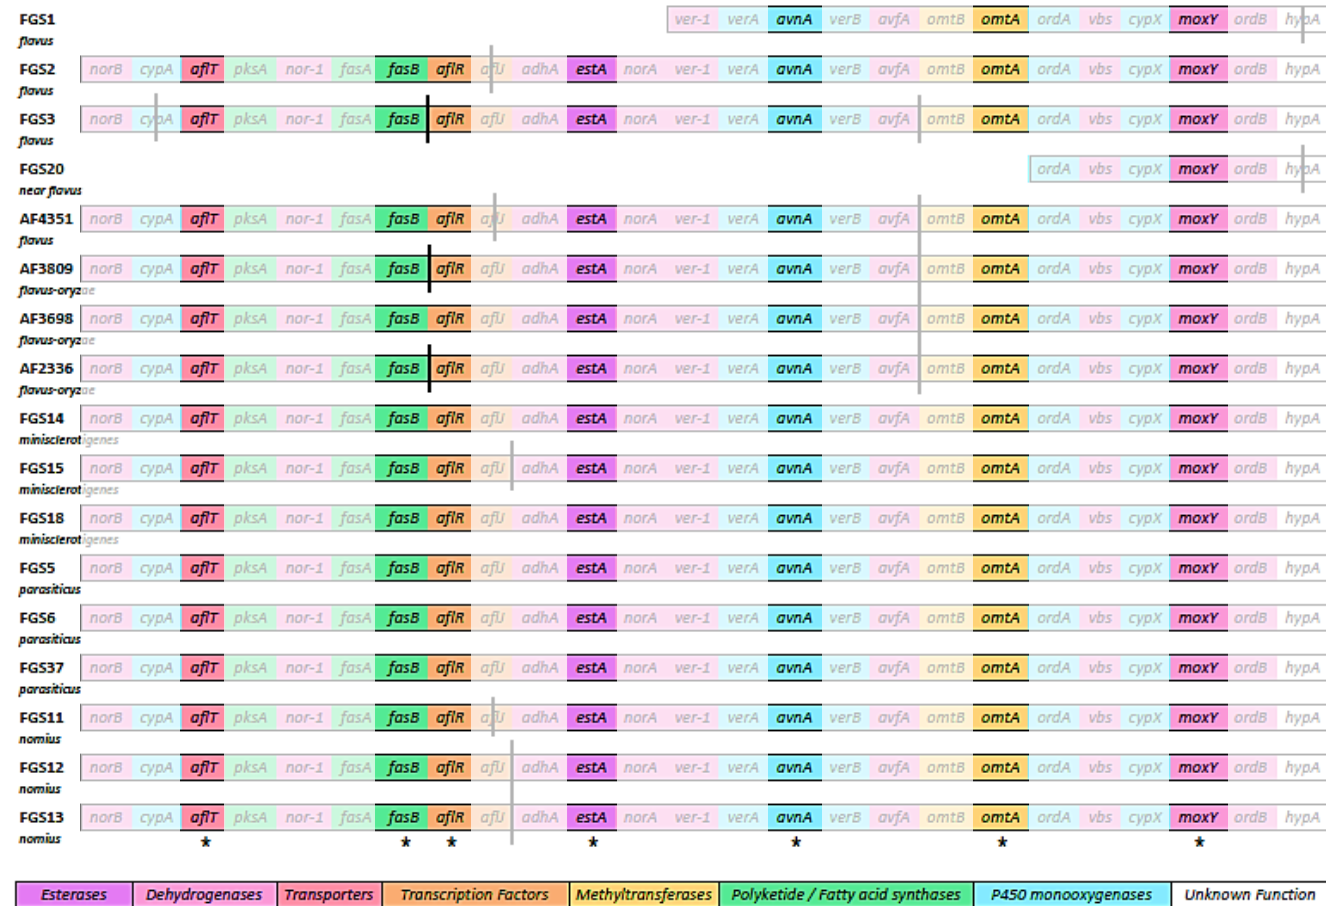 FGS1 ver-1 verA avnA verB avfA omtB omtA ordA vbs cypX moxY ordB hypA
flavus
FGS2 norB cypA aflT pksA nor-1 fasA fasB aflR aflJ adhA estA norA ver-1 verA avnA verB avfA omtB omtA ordA vbs cypX moxY ordB hypA
flavus
FGS3 norB cypA aflT pksA nor-1 fasA fasB aflR aflJ adhA estA norA ver-1 verA avnA verB avfA omtB omtA ordA vbs cypX moxY ordB hypA
flavus
FGS20 ordA vbs cypX moxY ordB hypA
near flavus
AF4351 norB cypA aflT pksA nor-1 fasA fasB aflR aflJ adhA estA norA ver-1 verA avnA verB avfA omtB omtA ordA vbs cypX moxY ordB hypA
flavus
AF3809 norB cypA aflT pksA nor-1 fasA fasB aflR aflJ adhA estA norA ver-1 verA avnA verB avfA omtB omtA ordA vbs cypX moxY ordB hypA
flavus-oryzae
AF3698 norB cypA aflT pksA nor-1 fasA fasB aflR aflJ adhA estA norA ver-1 verA avnA verB avfA omtB omtA ordA vbs cypX moxY ordB hypA
flavus-oryzae
AF2336 norB cypA aflT pksA nor-1 fasA fasB aflR aflJ adhA estA norA ver-1 verA avnA verB avfA omtB omtA ordA vbs cypX moxY ordB hypA
flavus-oryzae
FGS14 norB cypA aflT pksA nor-1 fasA fasB aflR aflJ adhA estA norA ver-1 verA avnA verB avfA omtB omtA ordA vbs cypX moxY ordB hypA
minisclerotigenes
FGS15 norB cypA aflT pksA nor-1 fasA fasB aflR aflJ adhA estA norA ver-1 verA avnA verB avfA omtB omtA ordA vbs cypX moxY ordB hypA
minisclerotigenes
FGS18 norB cypA aflT pksA nor-1 fasA fasB aflR aflJ adhA estA norA ver-1 verA avnA verB avfA omtB omtA ordA vbs cypX moxY ordB hypA
minisclerotigenes
FGS5 norB cypA aflT pksA nor-1 fasA fasB aflR aflJ adhA estA norA ver-1 verA avnA verB avfA omtB omtA ordA vbs cypX moxY ordB hypA
parasiticus
FGS6 norB cypA aflT pksA nor-1 fasA fasB aflR aflJ adhA estA norA ver-1 verA avnA verB avfA omtB omtA ordA vbs cypX moxY ordB hypA
parasiticus
FGS37 norB cypA aflT pksA nor-1 fasA fasB aflR aflJ adhA estA norA ver-1 verA avnA verB avfA omtB omtA ordA vbs cypX moxY ordB hypA
parasiticus
FGS11 norB cypA aflT pksA nor-1 fasA fasB aflR aflJ adhA estA norA ver-1 verA avnA verB avfA omtB omtA ordA vbs cypX moxY ordB hypA
nomius
FGS12 norB cypA aflT pksA nor-1 fasA fasB aflR aflJ adhA estA norA ver-1 verA avnA verB avfA omtB omtA ordA vbs cypX moxY ordB hypA
nomius
FGS13 norB cypA aflT pksA nor-1 fasA fasB aflR aflJ adhA estA norA ver-1 verA avnA verB avfA omtB omtA ordA vbs cypX moxY ordB hypA
nomius * * * * * * *
Esterases Dehydrogenases Transporters Transcription Factors Methyltransferases Polyketide / Fatty acid synthases P450 monooxygenases Unknown Function